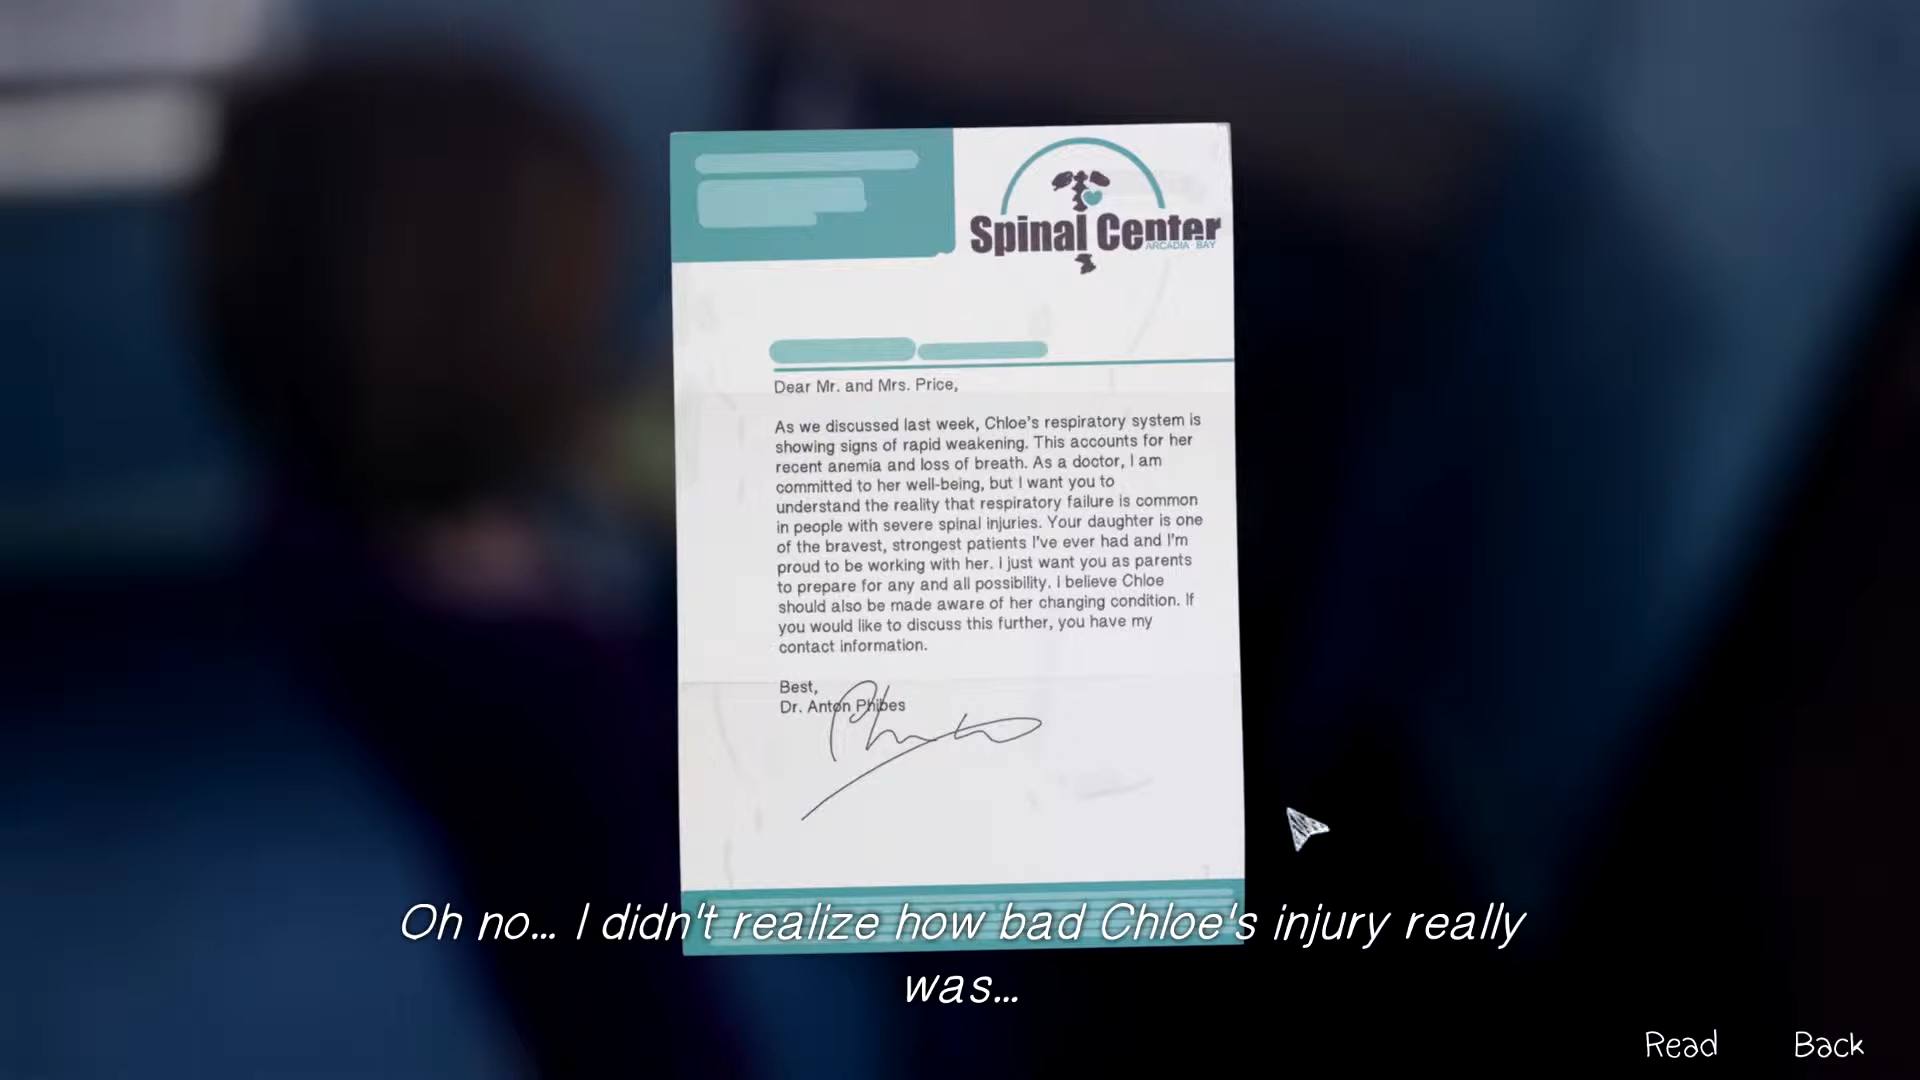 Spinal Center
ARCADIA BAY
Dear Mr. and Mrs. Price,
As we discussed last week, Chloe's respiratory system is
showing signs of rapid weakening. This accounts for her
recent anemia and loss of breath. As a doctor, I am
committed to her well-being, but I want you to
understand the reality that respiratory failure is common
in people with severe spinal injuries. Your daughter is one
of the bravest, strongest patients I've ever had and I'm
proud to be working with her. I just want you as parents
to prepare for any and all possibility. I believe Chloe
should also be made aware of her changing condition. If
you would like to discuss this further, you have my
contact information.
Best,
Dr. Anton Phibes
Oh no... I didn't realize how bad Chloe's injury really
was...
Read Back